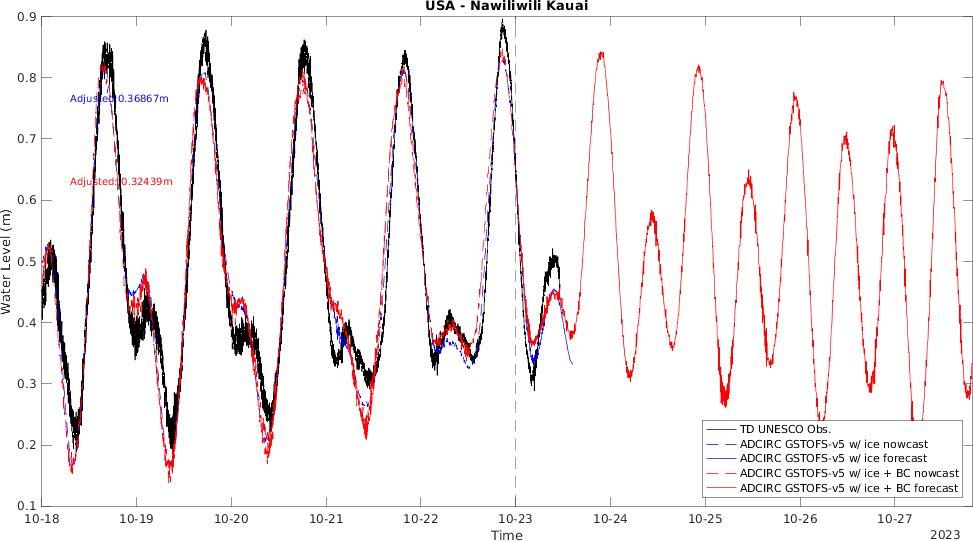 USA - Nawiliwili Kauai
0.9
0.8
0.7
0.6
0.5
0.4
0.3
0.2
0.1
Water Level (m)
Adjusted: 0.36867m
Adjusted: 0.32439m
TD UNESCO Obs.
ADCIRC GSTOFS-v5 w/ ice nowcast
ADCIRC GSTOFS-v5 w/ ice forecast
ADCIRC GSTOFS-v5 w/ ice + BC nowcast
ADCIRC GSTOFS-v5 w/ ice + BC forecast
10-18 10-19 10-20 10-21 10-22 10-23 10-24 10-25 10-26 10-27
Time
2023